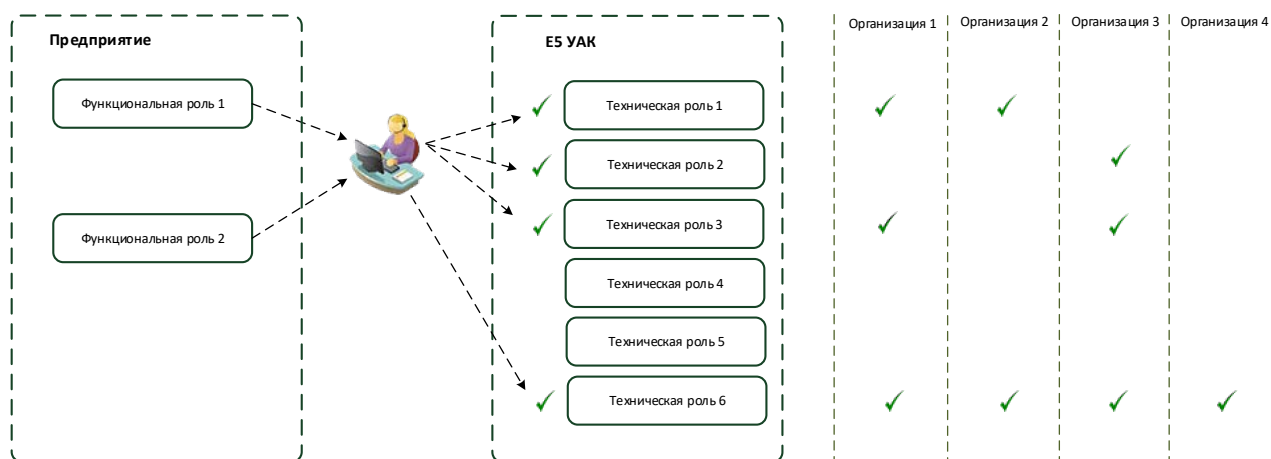 Предприятие
Функциональная роль 1
Функциональная роль 2
E5 УАК
Техническая роль 1
Техническая роль 2
Техническая роль 3
Техническая роль 4
Техническая роль 5
Техническая роль 6
Организация 1
Организация 2
Организация 3
Организация 4